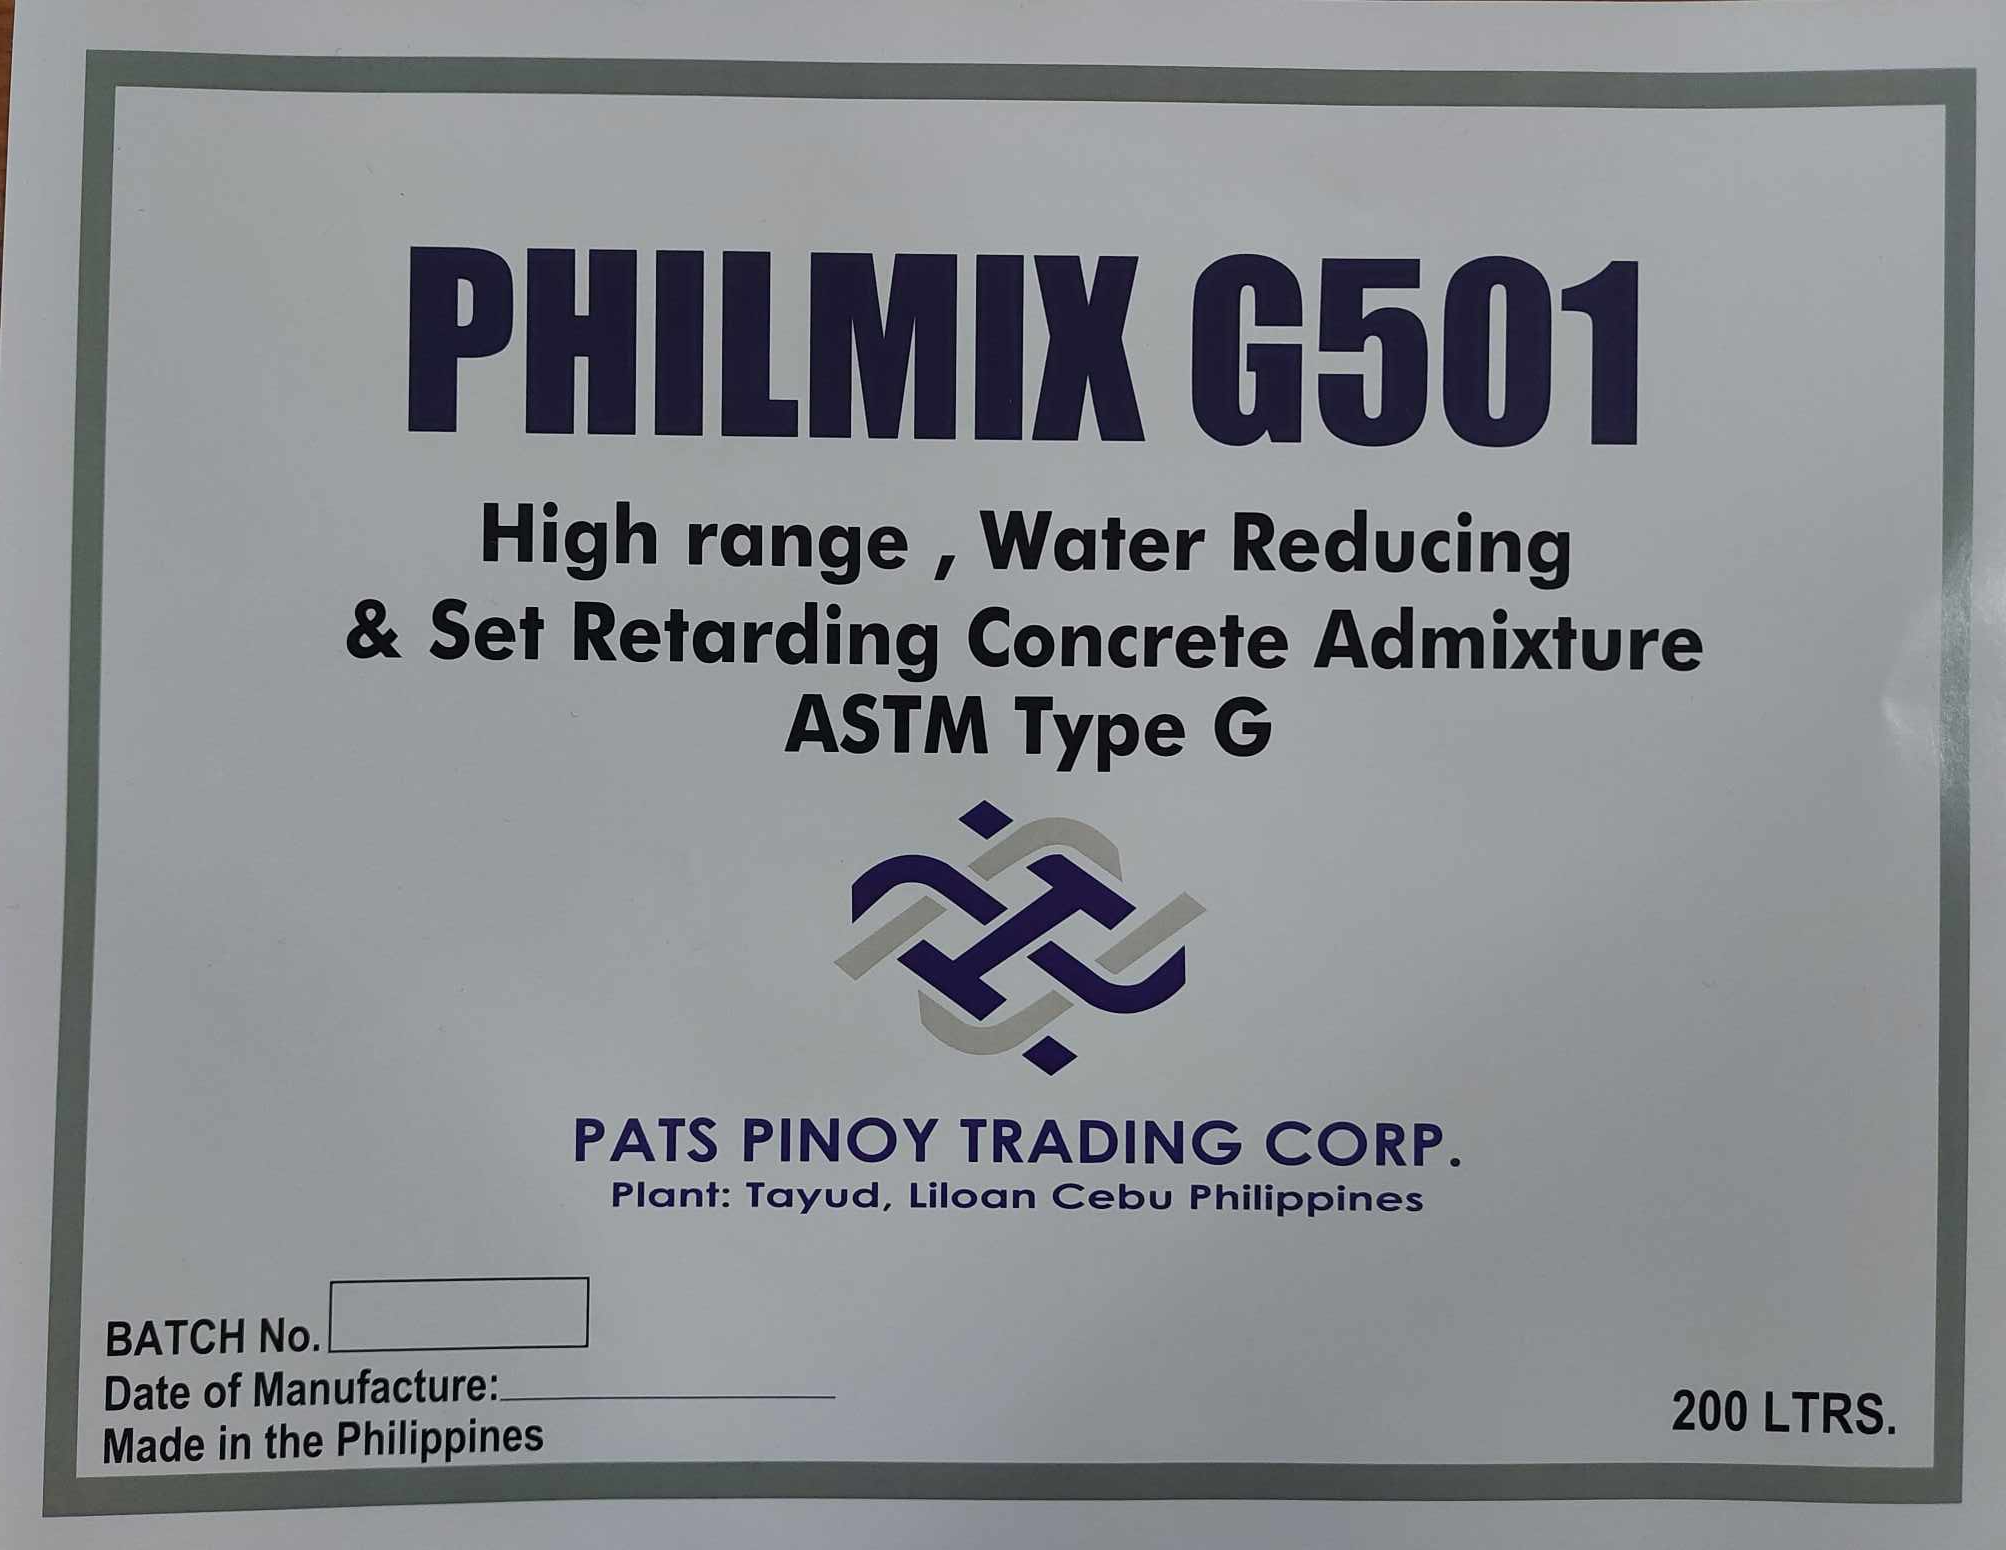 PHILMIX G501
High range , Water Reducing
& Set Retarding Concrete Admixture
ASTM Type G
PATS PINOY TRADING CORP.
Plant: Tayud, Liloan Cebu Philippines
BATCH No.
Date of Manufacture:
Made in the Philippines
200 LTRS.